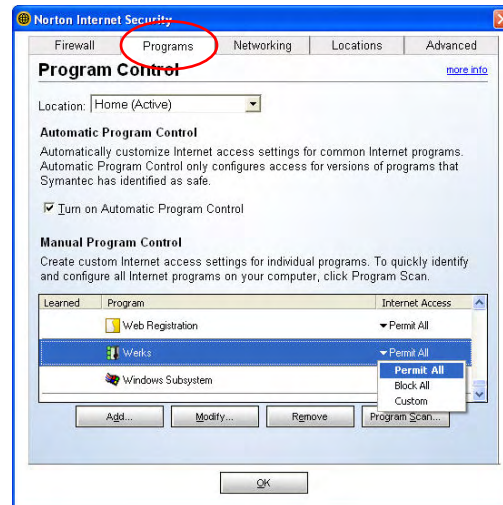 Norton Internet Security
Firewall Programs Networking Locations Advanced
Program Control more info
Location: Home (Active)
Automatic Program Control
Automatically customize Internet access settings for common Internet programs.
Automatic Program Control only configures access for versions of programs that
Symantec has identified as safe.
Turn on Automatic Program Control
Manual Program Control
Create custom Internet access settings for individual programs. To quickly identify
and configure all Internet programs on your computer, click Program Scan.
Learned Program Internet Access
Web Registration Permit All
Werks Permit All
Permit All
Windows Subsystem
Block All
Custom
Add... Modify... Remove Program Scan...
OK